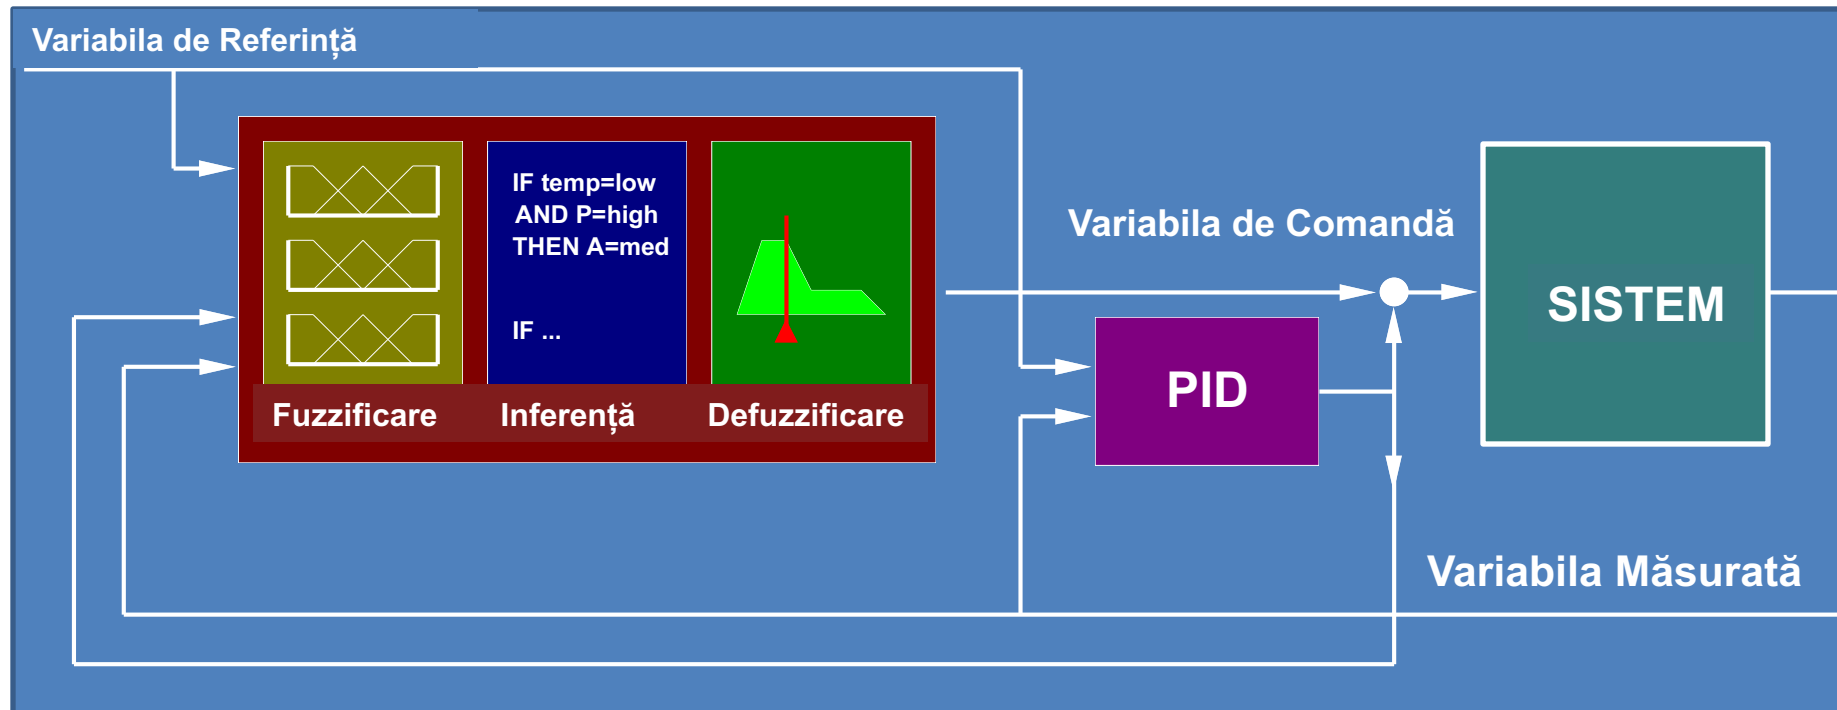 Variabila de Referință
IF temp=low
AND P=high
THEN A=med
IF ...
Fuzzificare
Inferență
Defuzzificare
Variabila de Comandă
PID
SISTEM
Variabila Măsurată